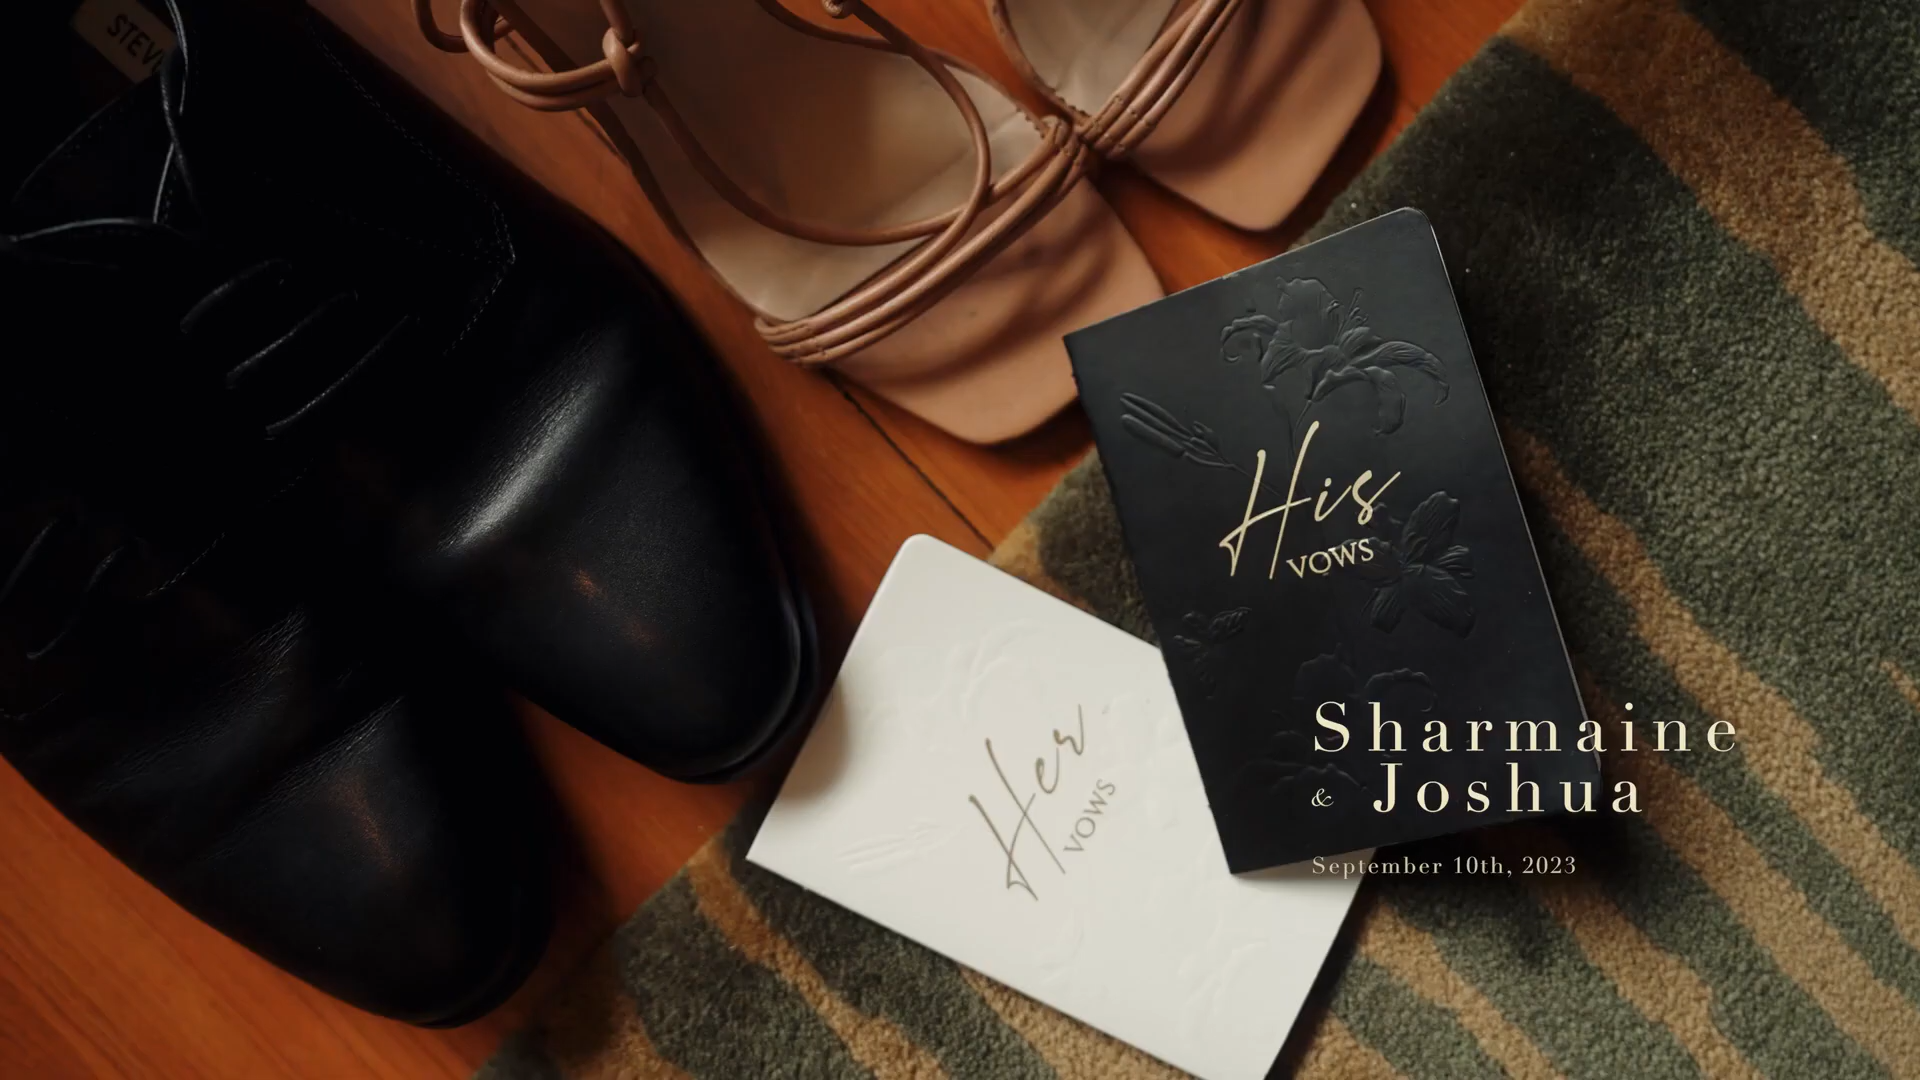 STEV
His
VOWS
Her
VOWS
Sharmaine
& Joshua
September 10th, 2023